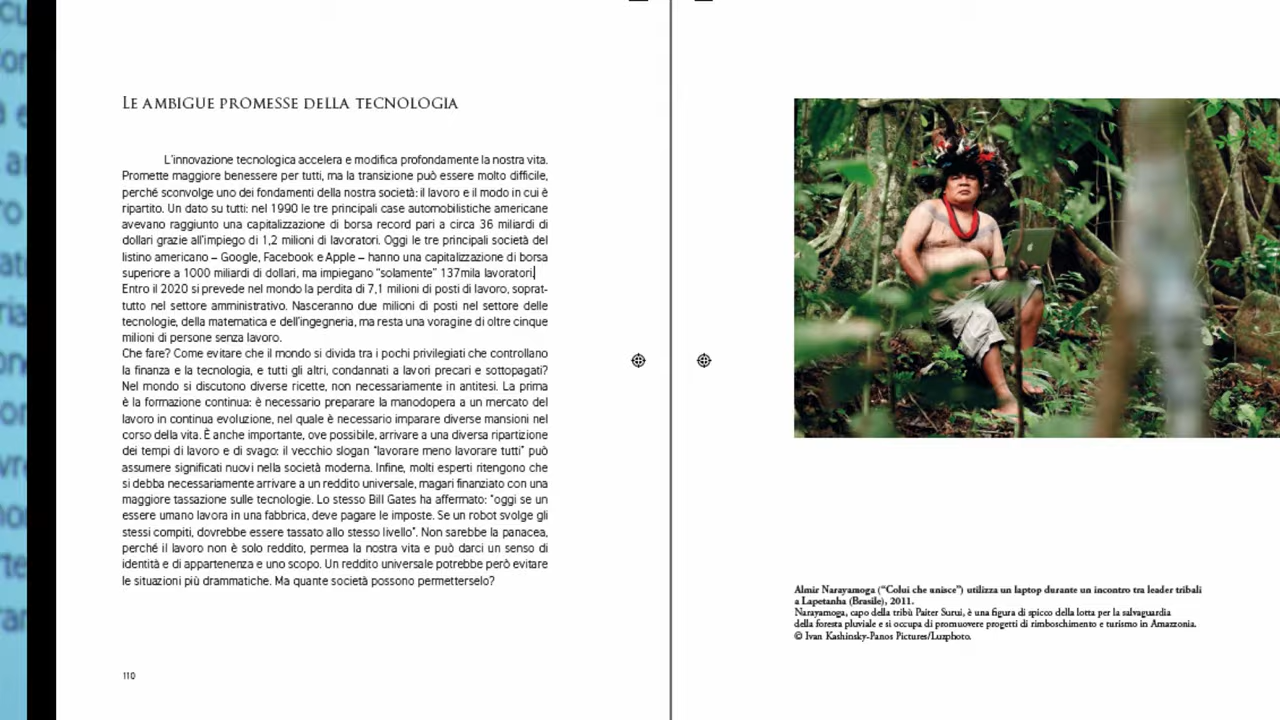 LE AMBIGUE PROMESSE DELLA TECNOLOGIA
L'innovazione tecnologica accelera e modifica profondamente la nostra vita.
Promette maggiore benessere per tutti, ma la transizione può essere molto difficile,
perché sconvolge uno dei fondamenti della nostra società: il lavoro e il modo in cui è
ripartito. Un dato su tutti: nel 1990 le tre principali case automobilistiche americane
avevano raggiunto una capitalizzazione di borsa record pari a circa 36 miliardi di
dollari grazie all'impiego di 1,2 milioni di lavoratori. Oggi le tre principali società del
listino americano – Google, Facebook e Apple – hanno una capitalizzazione di borsa
superiore a 1000 miliardi di dollari, ma impiegano "solamente" 137mila lavoratori.
Entro il 2020 si prevede nel mondo la perdita di 7,1 milioni di posti di lavoro, soprat-
tutto nel settore amministrativo. Nasceranno due milioni di posti nel settore delle
tecnologie, della matematica e dell'ingegneria, ma resta una voragine di oltre cinque
milioni di persone senza lavoro.
Che fare? Come evitare che il mondo si divida tra i pochi privilegiati che controllano
la finanza e la tecnologia, e tutti gli altri, condannati a lavori precari e sottopagati?
Nel mondo si discutono diverse ricette, non necessariamente in antitesi. La prima
è la formazione continua: è necessario preparare la manodopera a un mercato del
lavoro in continua evoluzione, nel quale è necessario imparare diverse mansioni nel
corso della vita. È anche importante, ove possibile, arrivare a una diversa ripartizione
dei tempi di lavoro e di svago: il vecchio slogan "lavorare meno lavorare tutti" può
assumere significati nuovi nella società moderna. Infine, molti esperti ritengono che
si debba necessariamente arrivare a un reddito universale, magari finanziato con una
maggiore tassazione sulle tecnologie. Lo stesso Bill Gates ha affermato: "oggi se un
essere umano lavora in una fabbrica, deve pagare le imposte. Se un robot svolge gli
stessi compiti, dovrebbe essere tassato allo stesso livello". Non sarebbe la panacea,
perché il lavoro non è solo reddito, permea la nostra vita e può darci un senso di
identità e di appartenenza e uno scopo. Un reddito universale potrebbe però evitare
le situazioni più drammatiche. Ma quante società possono permetterselo?
110
Almir Narayamoga ("Colui che unisce") utilizza un laptop durante un incontro tra leader tribali
a Lapetanha (Brasile), 2011.
Narayamoga, capo della tribù Paiter Surui, è una figura di spicco della lotta per la salvaguardia
della foresta pluviale e si occupa di promuovere progetti di rimboschimento e turismo in Amazzonia.
© Ivan Kashinsky-Panos Pictures/Luzphoto.